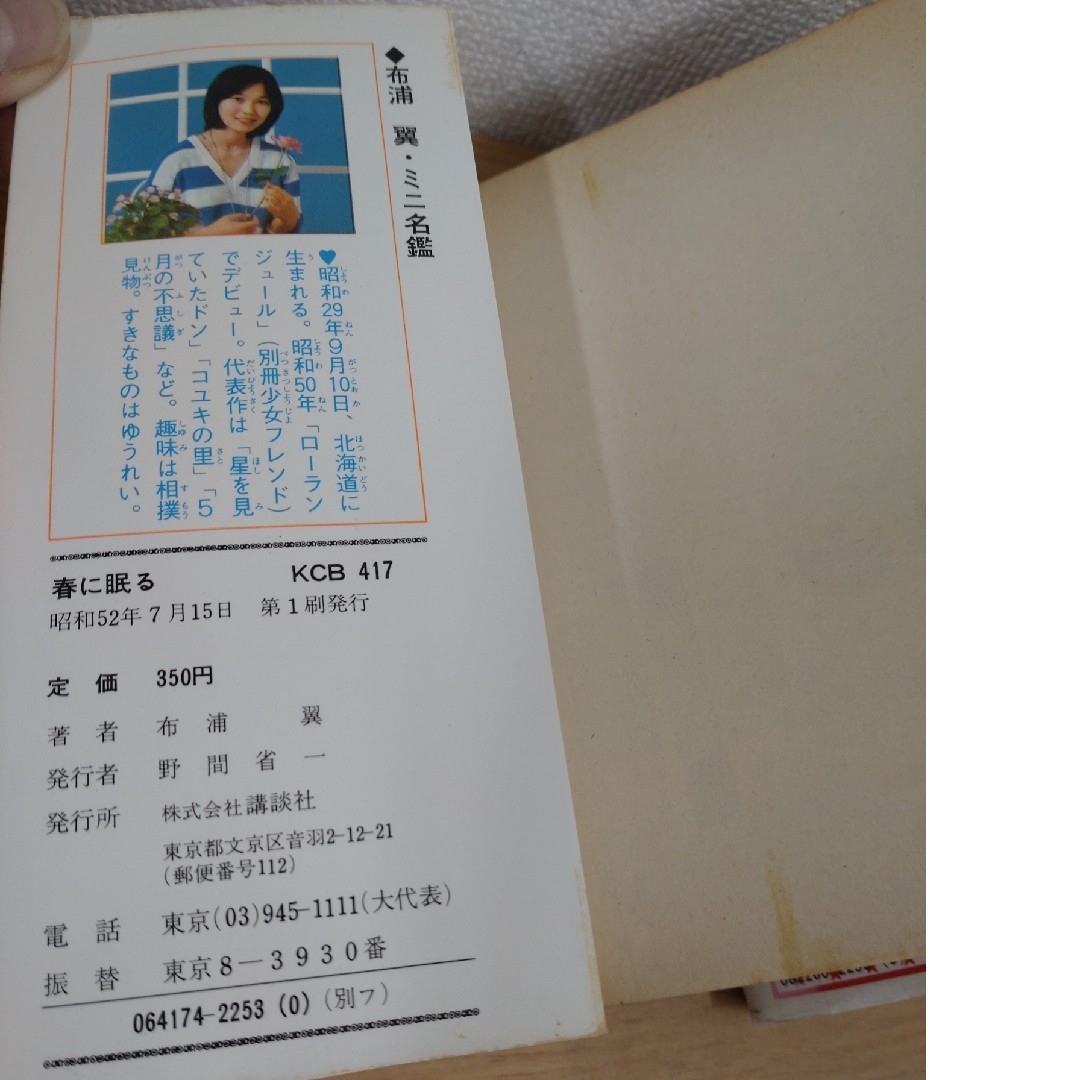 ◆布浦 翼・ミニ名鑑
♥昭和29年9月10日、北海道に
生まれる。昭和50年「ローラン
ジュール」(別冊少女フレンド)
でデビュー。代表作は「星を見
ていたドン」「コユキの里」「5
月の不思議」など。趣味は相撲
見物。すきなものはゆうれい。
春に眠る KCB 417
昭和52年7月15日 第1刷発行
定 価 350円
著 者 布 浦 翼
発行者 野 間 省 一
発行所 株式会社講談社
東京都文京区音羽2-12-21
(郵便番号112)
電 話 東京(03)945-1111(大代表)
振 替 東京8-3930番
064174-2253 (0) (別フ)